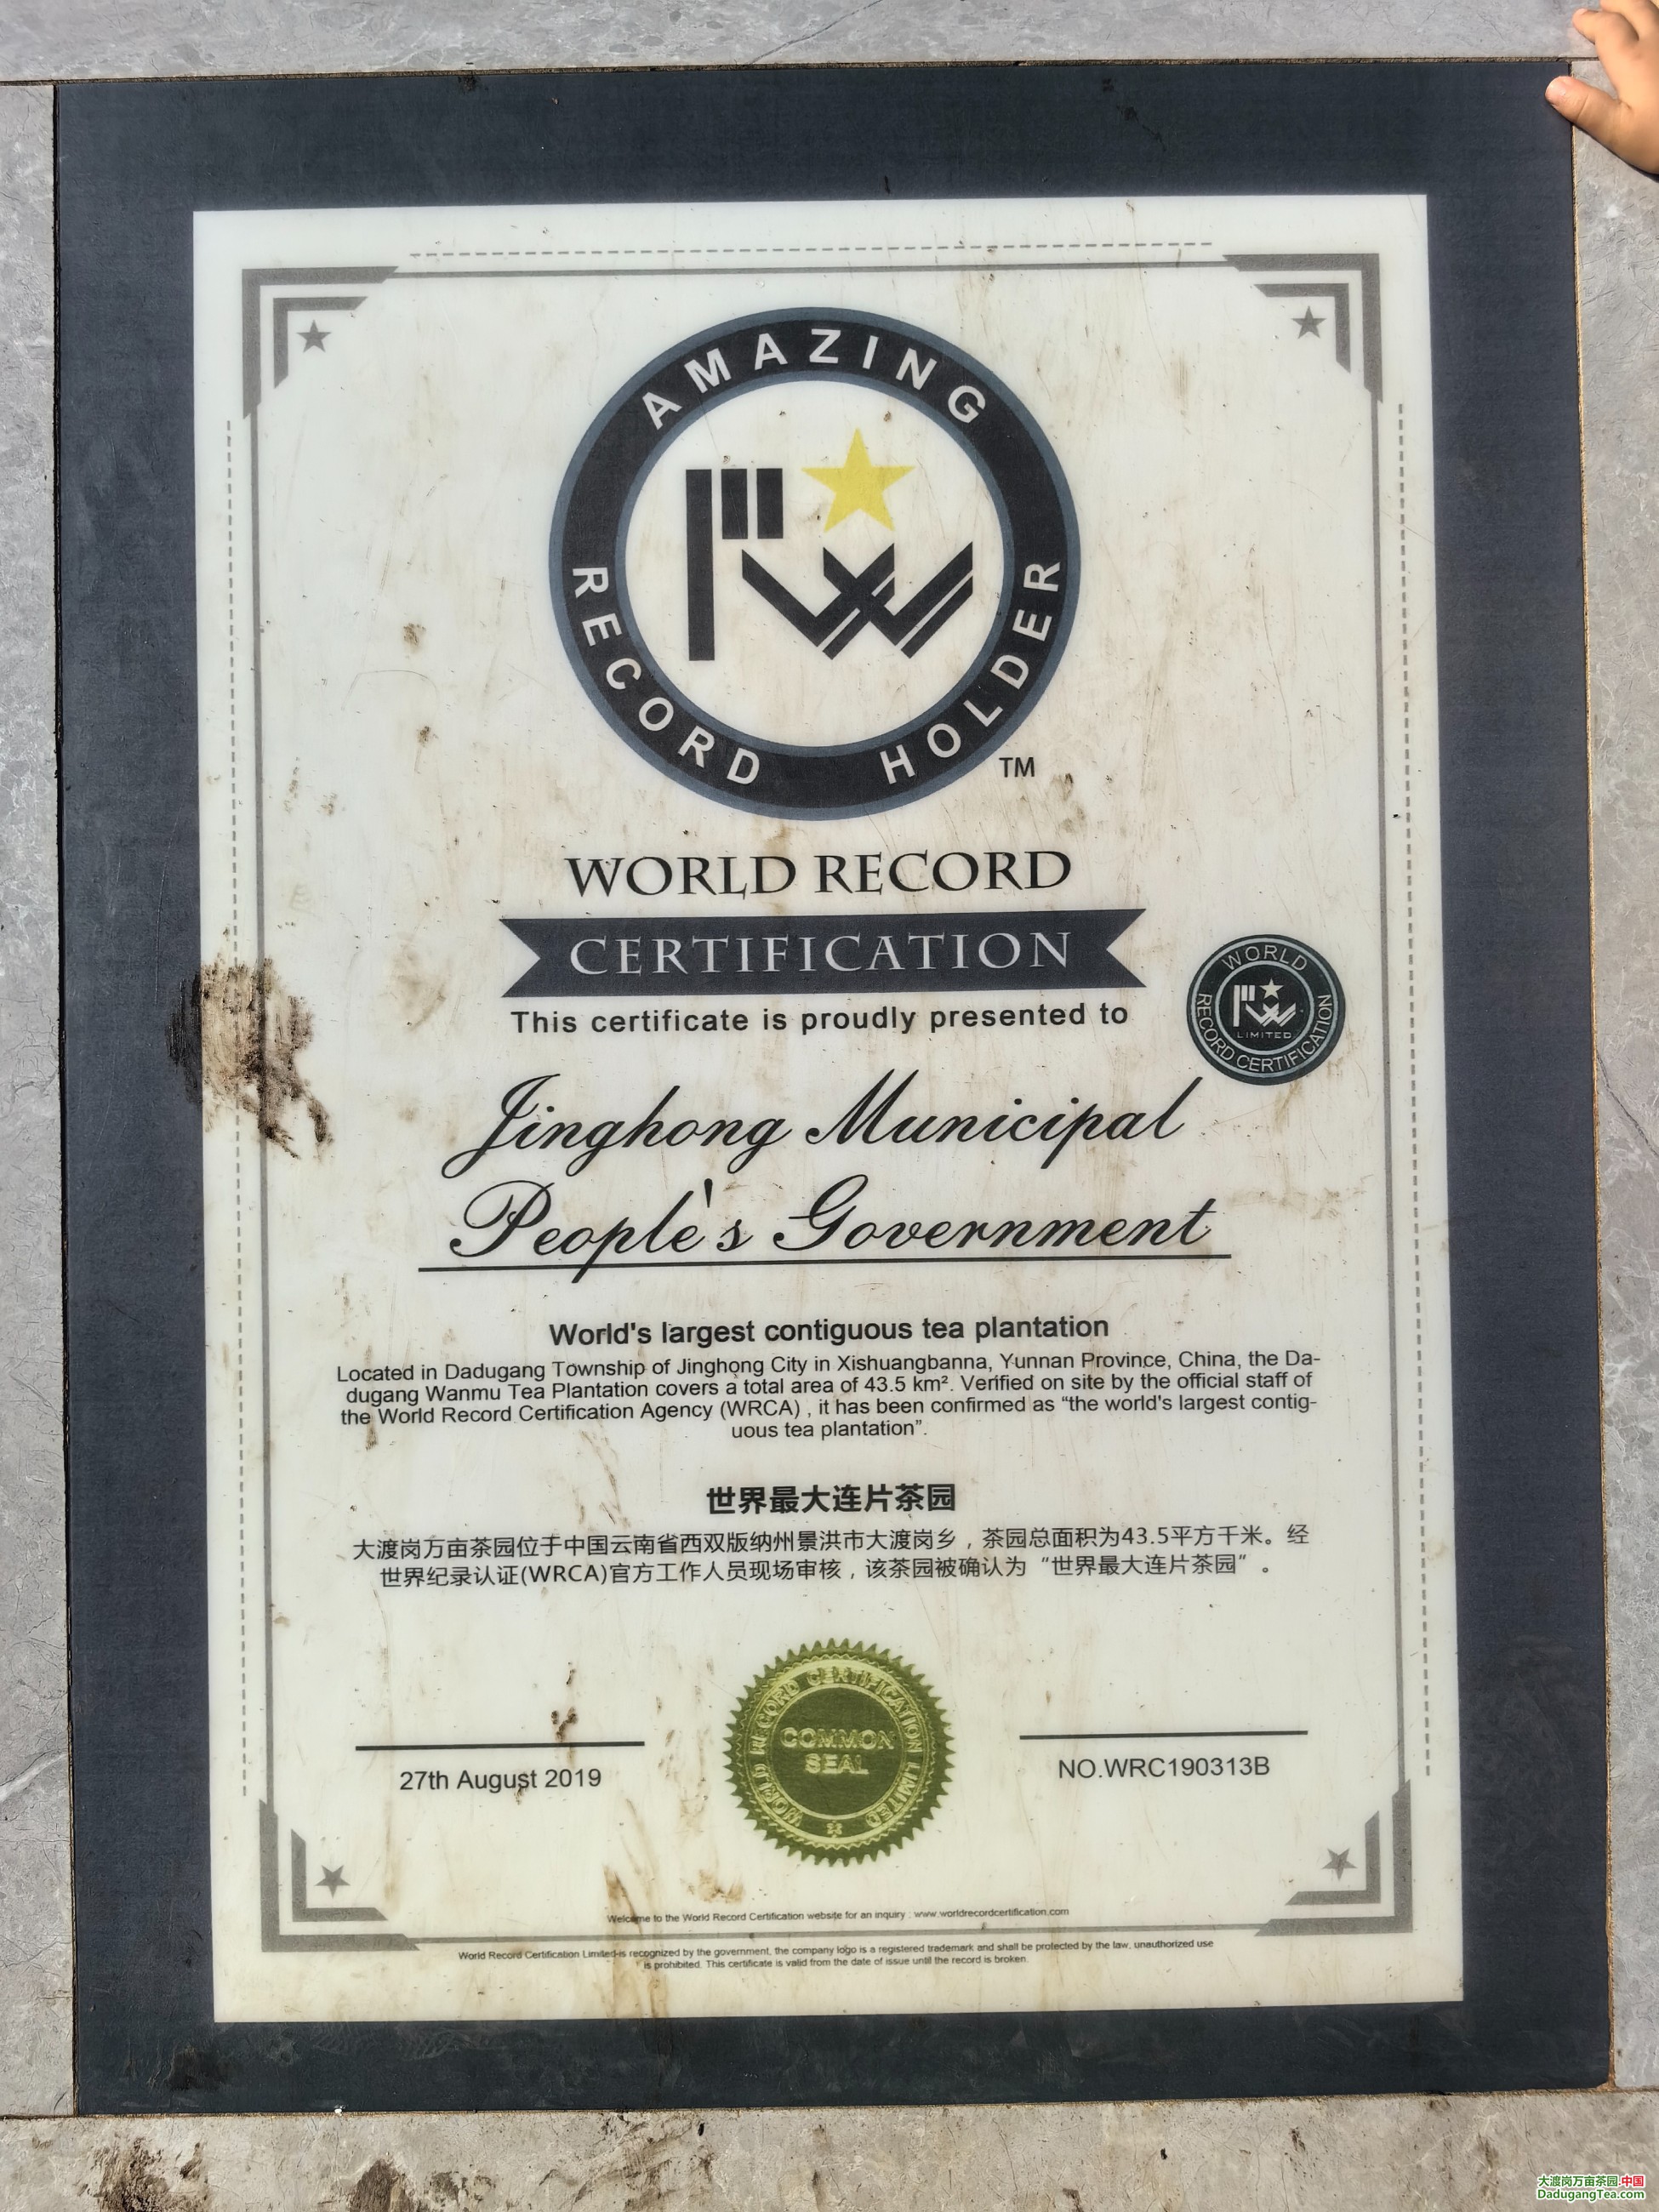 AMAZING
RECORD HOLDER
TM
WORLD RECORD
CERTIFICATION
This certificate is proudly presented to
WORLD
RECORD CERTIFICATION
LIMITED
Jinghong Municipal
People's Government
World's largest contiguous tea plantation
Located in Dadugang Township of Jinghong City in Xishuangbanna, Yunnan Province, China, the Da-
dugang Wanmu Tea Plantation covers a total area of 43.5 km². Verified on site by the official staff of
the World Record Certification Agency (WRCA) , it has been confirmed as “the world's largest contig-
uous tea plantation”.
世界最大连片茶园
大渡岗万亩茶园位于中国云南省西双版纳州景洪市大渡岗乡，茶园总面积为43.5平方千米。经
世界纪录认证(WRCA)官方工作人员现场审核，该茶园被确认为“世界最大连片茶园”。
WORLD RECORD CERTIFICATION LIMITED
COMMON
SEAL
27th August 2019
NO.WRC190313B
Welcome to the World Record Certification website for an inquiry : www.worldrecordcertification.com
World Record Certification Limited is recognized by the government, the company logo is a registered trademark and shall be protected by the law, unauthorized use
is prohibited. This certificate is valid from the date of issue until the record is broken.
大渡岗万亩茶园.中国
DadugangTea.com